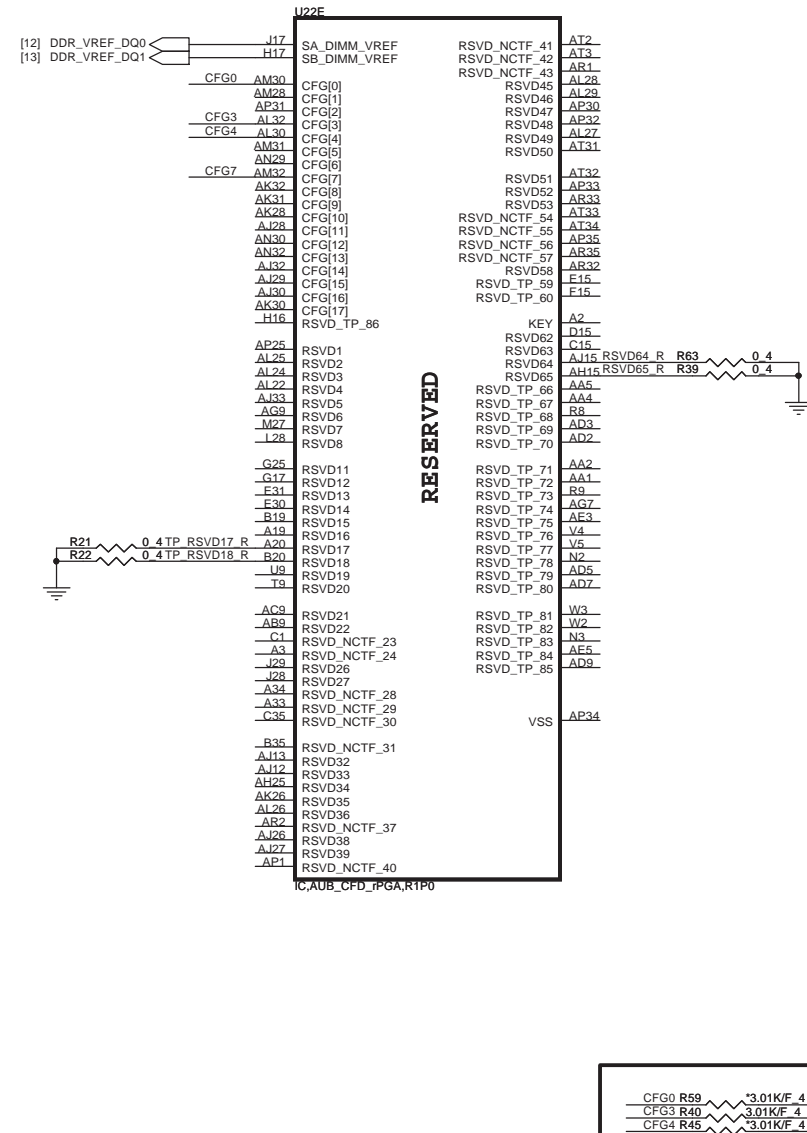 U22E
[12] DDR_VREF_DQ0
[13] DDR_VREF_DQ1
J17 SA_DIMM_VREF
H17 SB_DIMM_VREF
CFG0 AM30 CFG[0]
AM28 CFG[1]
AP31 CFG[2]
CFG3 AL32 CFG[3]
CFG4 AL30 CFG[4]
AM31 CFG[5]
AN29 CFG[6]
CFG7 AM32 CFG[7]
AK32 CFG[8]
AK31 CFG[9]
AK28 CFG[10]
AJ28 CFG[11]
AN30 CFG[12]
AN32 CFG[13]
AJ32 CFG[14]
AJ29 CFG[15]
AJ30 CFG[16]
AK30 CFG[17]
H16 RSVD_TP_86
AP25 RSVD1
AL25 RSVD2
AL24 RSVD3
AL22 RSVD4
AJ33 RSVD5
AG9 RSVD6
M27 RSVD7
L28 RSVD8
G25 RSVD11
G17 RSVD12
E31 RSVD13
E30 RSVD14
B19 RSVD15
A19 RSVD16
R21 0_4 TP_RSVD17_R A20 RSVD17
R22 0_4 TP_RSVD18_R B20 RSVD18
U9 RSVD19
T9 RSVD20
AC9 RSVD21
AB9 RSVD22
C1 RSVD_NCTF_23
A3 RSVD_NCTF_24
J29 RSVD26
J28 RSVD27
A34 RSVD_NCTF_28
A33 RSVD_NCTF_29
C35 RSVD_NCTF_30
B35 RSVD_NCTF_31
AJ13 RSVD32
AJ12 RSVD33
AH25 RSVD34
AK26 RSVD35
AL26 RSVD36
AR2 RSVD_NCTF_37
AJ26 RSVD38
AJ27 RSVD39
AP1 RSVD_NCTF_40
RESERVED
RSVD_NCTF_41 AT2
RSVD_NCTF_42 AT3
RSVD_NCTF_43 AR1
RSVD45 AL28
RSVD46 AL29
RSVD47 AP30
RSVD48 AP32
RSVD49 AL27
RSVD50 AT31
RSVD51 AT32
RSVD52 AP33
RSVD53 AR33
RSVD_NCTF_54 AT33
RSVD_NCTF_55 AT34
RSVD_NCTF_56 AP35
RSVD_NCTF_57 AR35
RSVD58 AR32
RSVD_TP_59 E15
RSVD_TP_60 F15
KEY A2
RSVD62 D15
RSVD63 C15
RSVD64 AJ15 RSVD64_R R63 0_4
RSVD65 AH15 RSVD65_R R39 0_4
RSVD_TP_66 AA5
RSVD_TP_67 AA4
RSVD_TP_68 R8
RSVD_TP_69 AD3
RSVD_TP_70 AD2
RSVD_TP_71 AA2
RSVD_TP_72 AA1
RSVD_TP_73 R9
RSVD_TP_74 AG7
RSVD_TP_75 AE3
RSVD_TP_76 V4
RSVD_TP_77 V5
RSVD_TP_78 N2
RSVD_TP_79 AD5
RSVD_TP_80 AD7
RSVD_TP_81 W3
RSVD_TP_82 W2
RSVD_TP_83 N3
RSVD_TP_84 AE5
RSVD_TP_85 AD9
VSS AP34
IC,AUB_CFD_rPGA,R1P0
CFG0 R59 *3.01K/F_4
CFG3 R40 3.01K/F_4
CFG4 R45 *3.01K/F_4